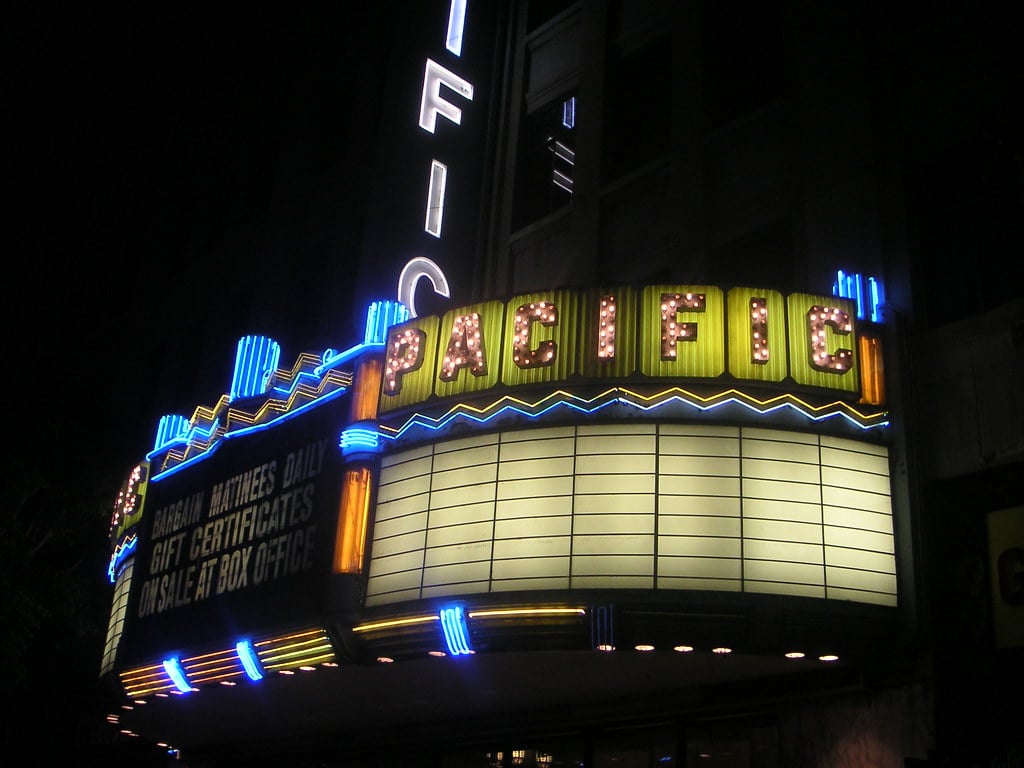 IFIC
PACIFIC
BARGAIN MATINEES DAILY
GIFT CERTIFICATES
ON SALE AT BOX OFFICE